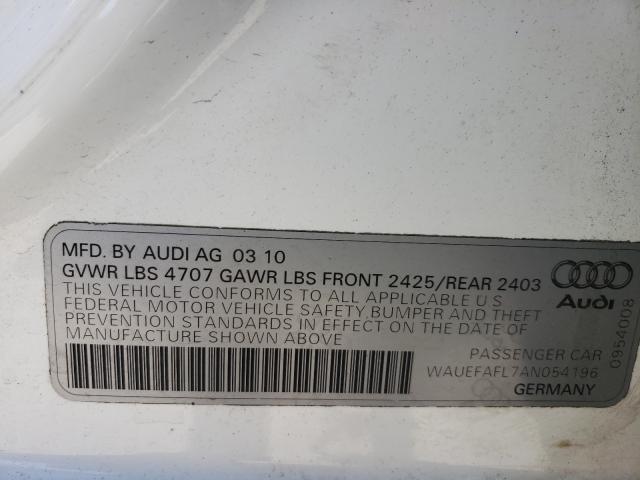 MFD. BY AUDI AG 03 10
GVWR LBS 4707 GAWR LBS FRONT 2425/REAR 2403
THIS VEHICLE CONFORMS TO ALL APPLICABLE U S
FEDERAL MOTOR VEHICLE SAFETY, BUMPER AND THEFT
PREVENTION STANDARDS IN EFFECT ON THE DATE OF
MANUFACTURE SHOWN ABOVE
Audi
0954008
PASSENGER CAR
WAUEFAFL7AN054196
GERMANY